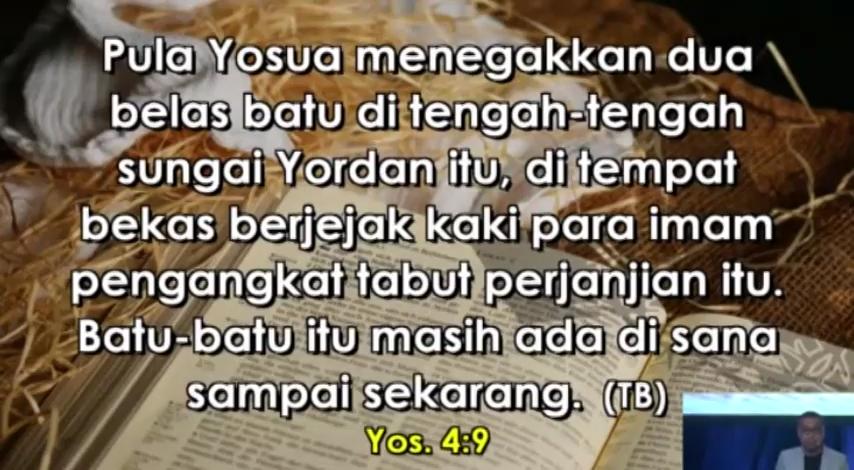 Pula Yosua menegakkan dua
belas batu di tengah-tengah
sungai Yordan itu, di tempat
bekas berjejak kaki para imam
pengangkat tabut perjanjian itu.
Batu-batu itu masih ada di sana
sampai sekarang. (TB)
Yos. 4:9